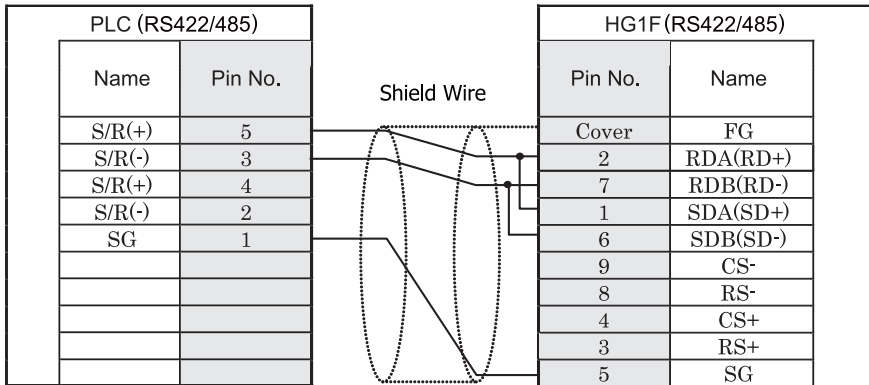 PLC (RS422/485) HG1F(RS422/485)
Name Pin No. Shield Wire Pin No. Name
S/R(+) 5 Cover FG
S/R(-) 3 2 RDA(RD+)
S/R(+) 4 7 RDB(RD-)
S/R(-) 2 1 SDA(SD+)
SG 1 6 SDB(SD-)
9 CS-
8 RS-
4 CS+
3 RS+
5 SG